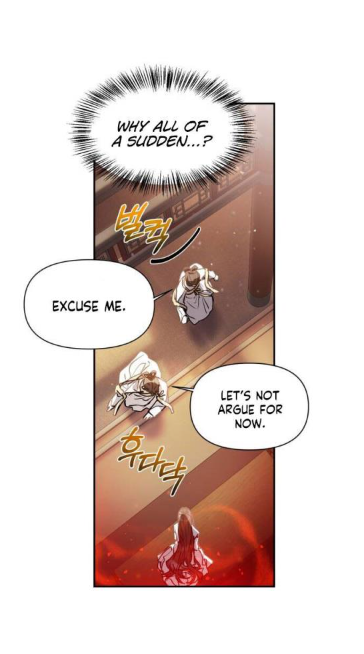 WHY ALL OF
A SUDDEN...?
벌컥
EXCUSE ME.
LET'S NOT
ARGUE FOR
NOW.
후다닥